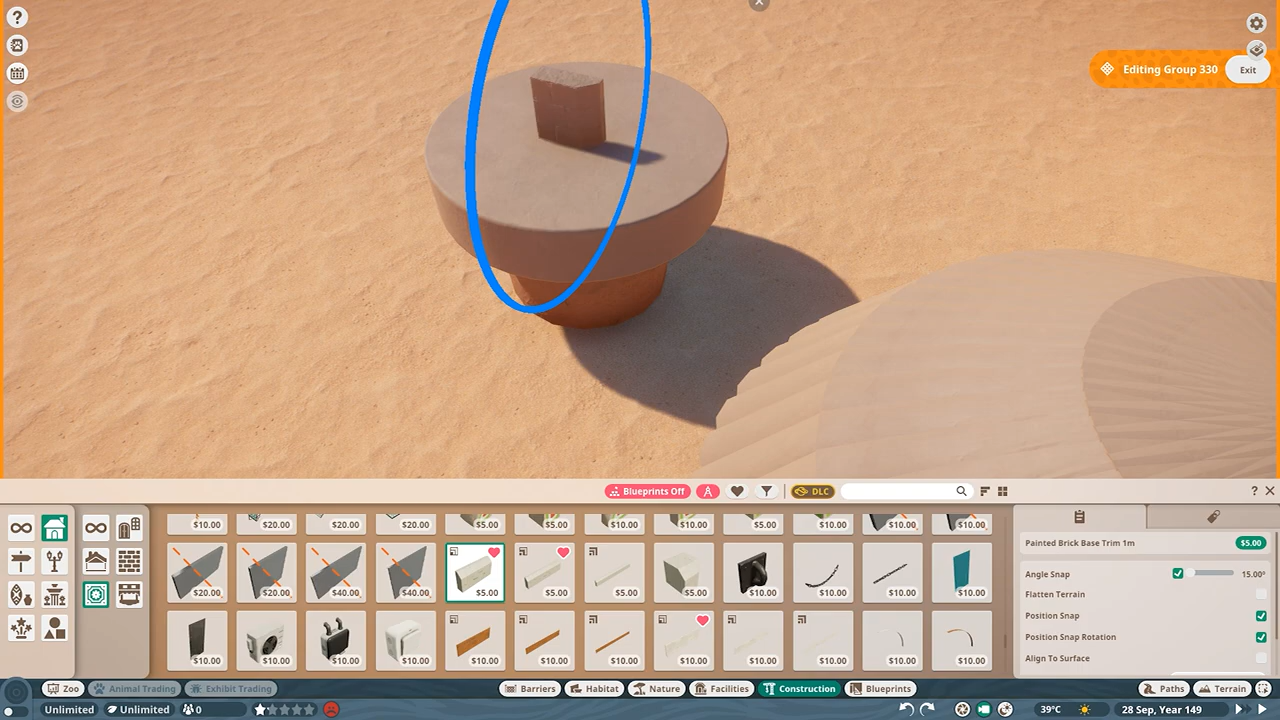 Editing Group 330
Exit
Blueprints Off
DLC
$10.00 $20.00 $20.00 $20.00 $5.00 $5.00 $5.00 $10.00 $5.00 $10.00 $10.00 $10.00
$20.00 $20.00 $40.00 $40.00 $5.00 $5.00 $5.00 $5.00 $10.00 $10.00 $10.00 $10.00
$10.00 $10.00 $10.00 $10.00 $10.00 $10.00 $10.00 $10.00 $10.00 $10.00 $10.00 $10.00
Painted Brick Base Trim 1m $5.00
Angle Snap 15.00°
Flatten Terrain
Position Snap
Position Snap Rotation
Align To Surface
Zoo Animal Trading Exhibit Trading Barriers Habitat Nature Facilities Construction Blueprints Paths Terrain
Unlimited Unlimited 0 39°C 28 Sep, Year 149